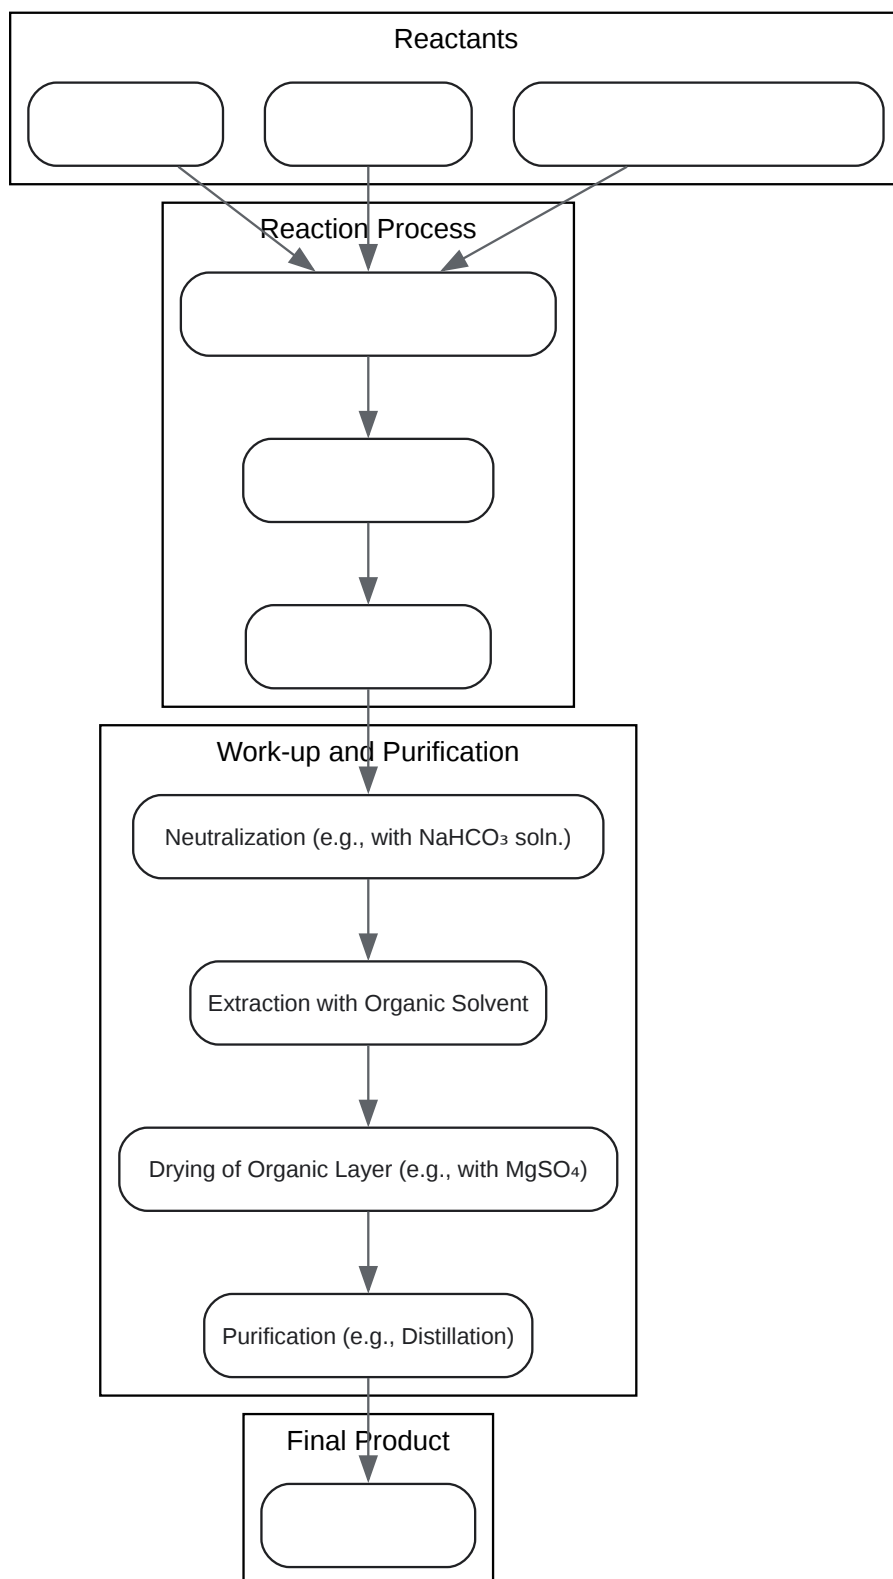 Reactants
Reaction Process
Work-up and Purification
Neutralization (e.g., with NaHCO₃ soln.)
Extraction with Organic Solvent
Drying of Organic Layer (e.g., with MgSO₄)
Purification (e.g., Distillation)
Final Product